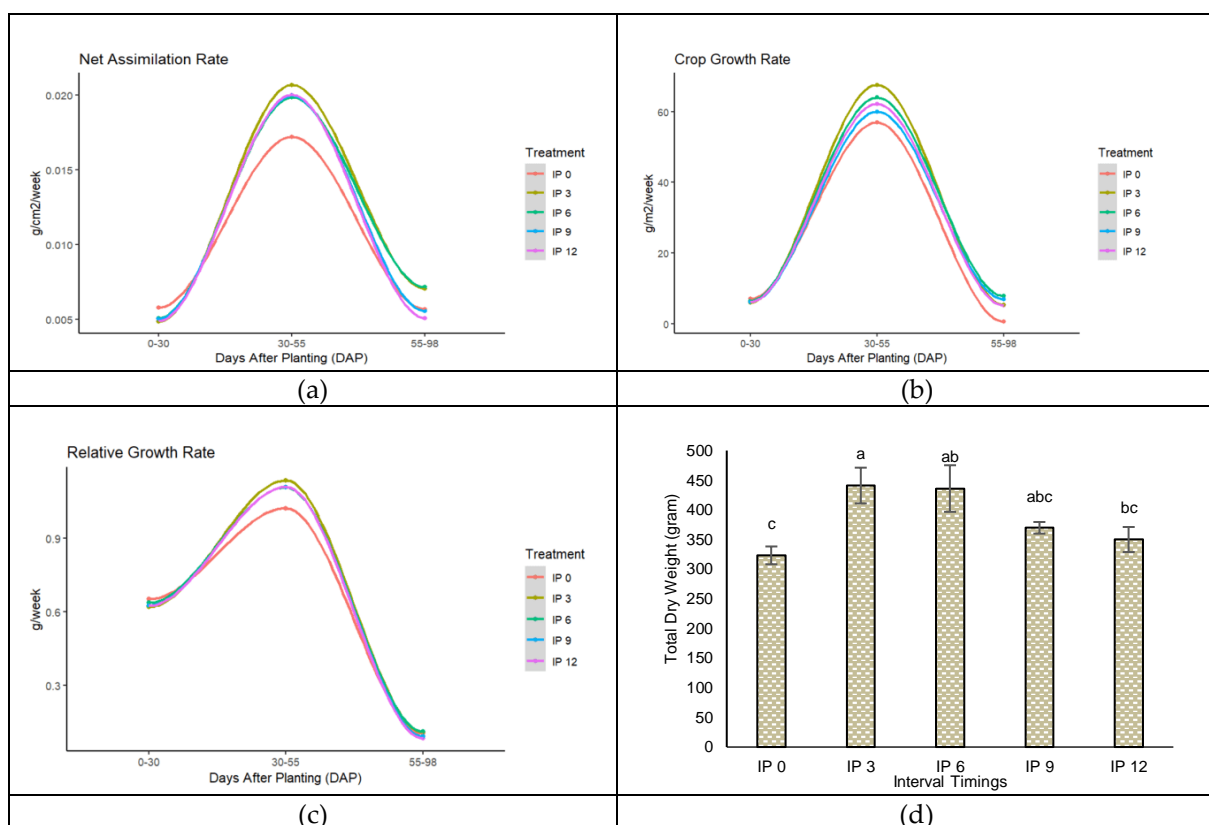 Net Assimilation Rate
g/cm2/week
0.020
0.015
0.010
0.005
0-30 30-55 55-98
Days After Planting (DAP)
Treatment
IP 0
IP 3
IP 6
IP 9
IP 12
(a)
Crop Growth Rate
g/m2/week
60
40
20
0
0-30 30-55 55-98
Days After Planting (DAP)
Treatment
IP 0
IP 3
IP 6
IP 9
IP 12
(b)
Relative Growth Rate
g/week
0.9
0.6
0.3
0-30 30-55 55-98
Days After Planting (DAP)
Treatment
IP 0
IP 3
IP 6
IP 9
IP 12
(c)
Total Dry Weight (gram)
500
450
400
350
300
250
200
150
100
50
0
c a ab abc bc
IP 0 IP 3 IP 6 IP 9 IP 12
Interval Timings
(d)